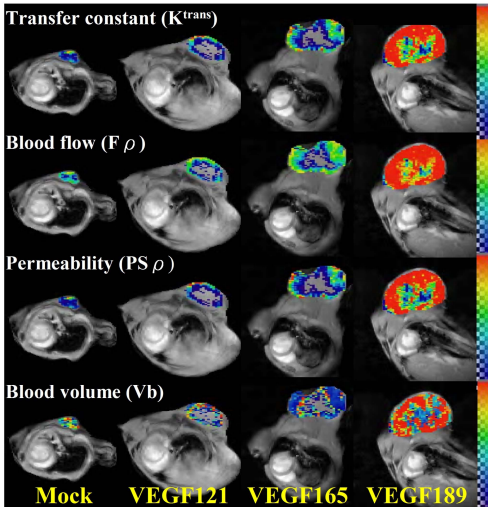 Transfer constant (Kᵗʳᵃⁿˢ)
Blood flow (F ρ)
Permeability (PS ρ)
Blood volume (Vb)
Mock VEGF121 VEGF165 VEGF189